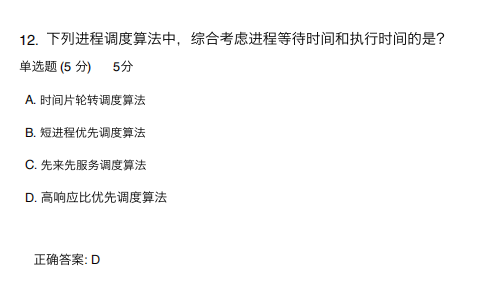 12. 下列进程调度算法中，综合考虑进程等待时间和执行时间的是？
单选题 (5 分) 5分
A. 时间片轮转调度算法
B. 短进程优先调度算法
C. 先来先服务调度算法
D. 高响应比优先调度算法
正确答案: D